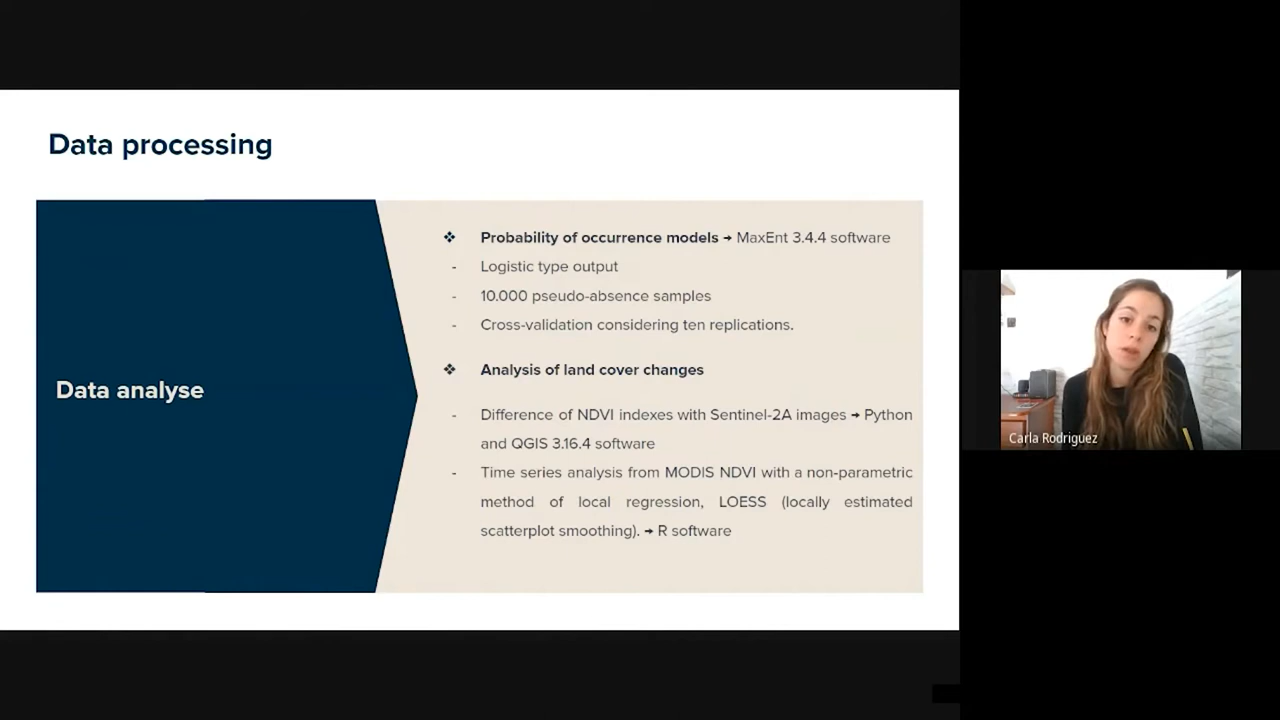 Data processing
Data analyse
❖ Probability of occurrence models → MaxEnt 3.4.4 software
- Logistic type output
- 10.000 pseudo-absence samples
- Cross-validation considering ten replications.
❖ Analysis of land cover changes
- Difference of NDVI indexes with Sentinel-2A images → Python
and QGIS 3.16.4 software
- Time series analysis from MODIS NDVI with a non-parametric
method of local regression, LOESS (locally estimated
scatterplot smoothing). → R software
Carla Rodriguez